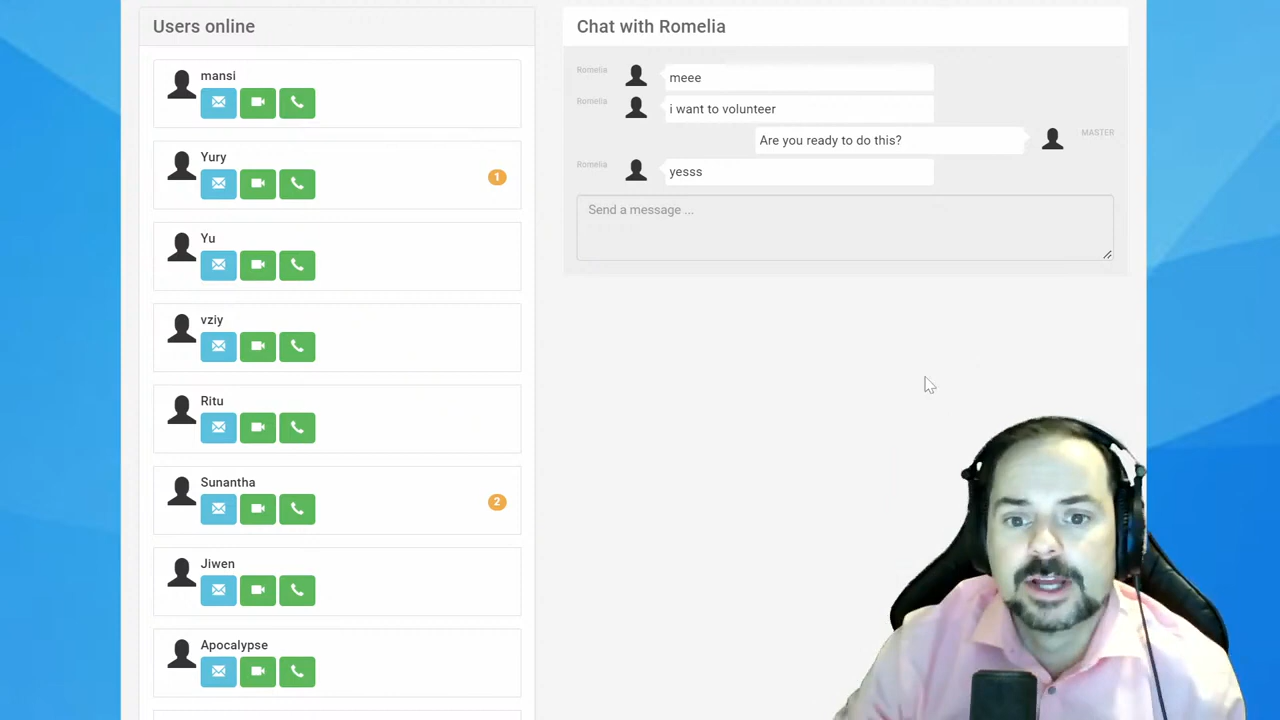 Users online
mansi
Yury
1
Yu
vziy
Ritu
Sunantha
2
Jiwen
Apocalypse
Chat with Romelia
Romelia
meee
Romelia
i want to volunteer
Are you ready to do this?
MASTER
Romelia
yesss
Send a message ...